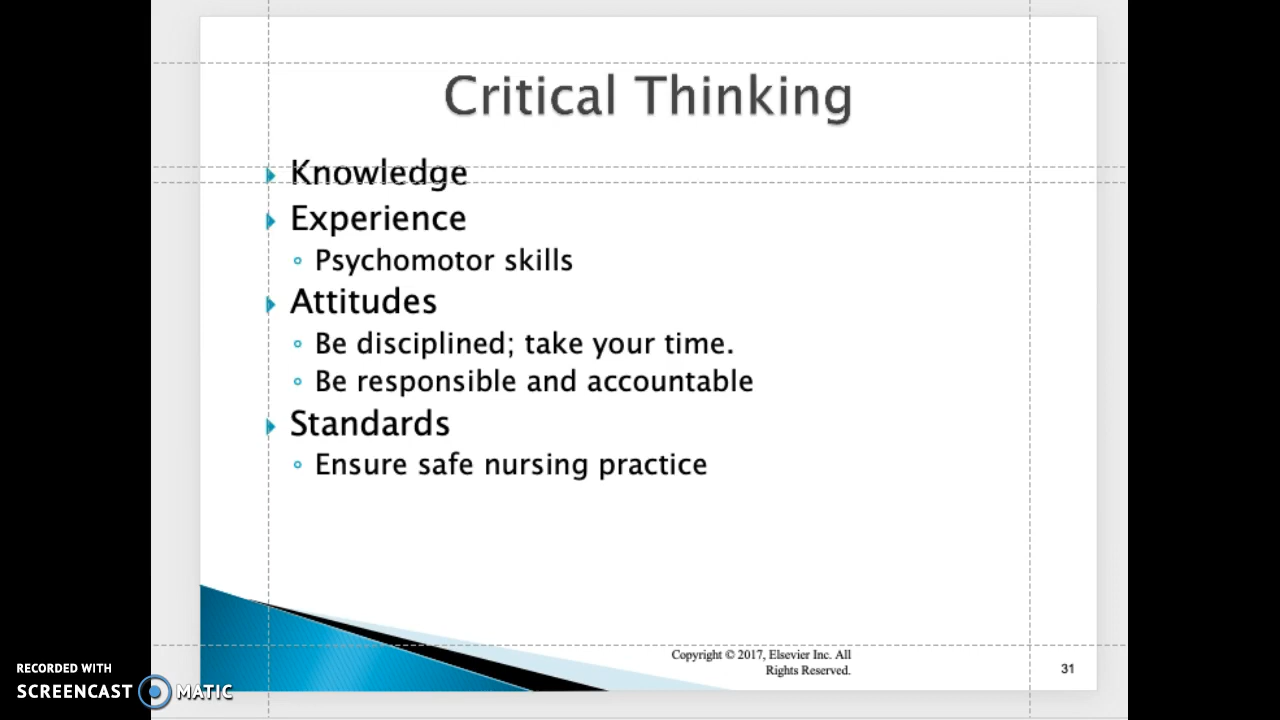 Critical Thinking
Knowledge
Experience
Psychomotor skills
Attitudes
Be disciplined; take your time.
Be responsible and accountable
Standards
Ensure safe nursing practice
Copyright © 2017, Elsevier Inc. All
Rights Reserved.
31
RECORDED WITH
SCREENCAST MATIC